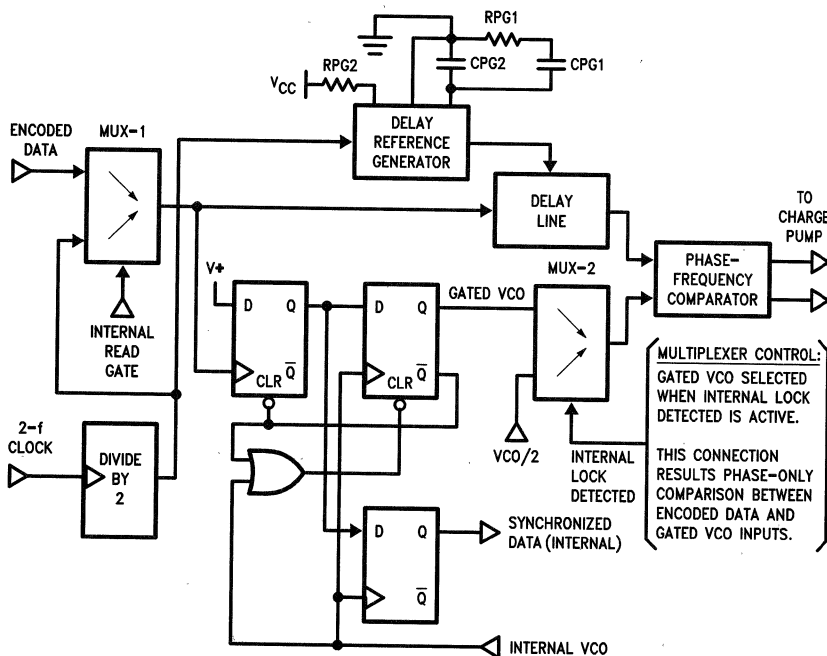 RPG1
CPG2
CPG1
RPG2
VCC
ENCODED
DATA
MUX-1
DELAY
REFERENCE
GENERATOR
DELAY
LINE
TO
CHARGE
PUMP
PHASE-
FREQUENCY
COMPARATOR
INTERNAL
READ
GATE
V+
D Q
Q
CLR
D Q
Q
CLR
GATED VCO
MUX-2
VCO/2
INTERNAL
LOCK
DETECTED
MULTIPLEXER CONTROL:
GATED VCO SELECTED
WHEN INTERNAL LOCK
DETECTED IS ACTIVE.
THIS CONNECTION
RESULTS PHASE-ONLY
COMPARISON BETWEEN
ENCODED DATA AND
GATED VCO INPUTS.
2-f
CLOCK
DIVIDE
BY
2
D Q
Q
SYNCHRONIZED
DATA (INTERNAL)
INTERNAL VCO